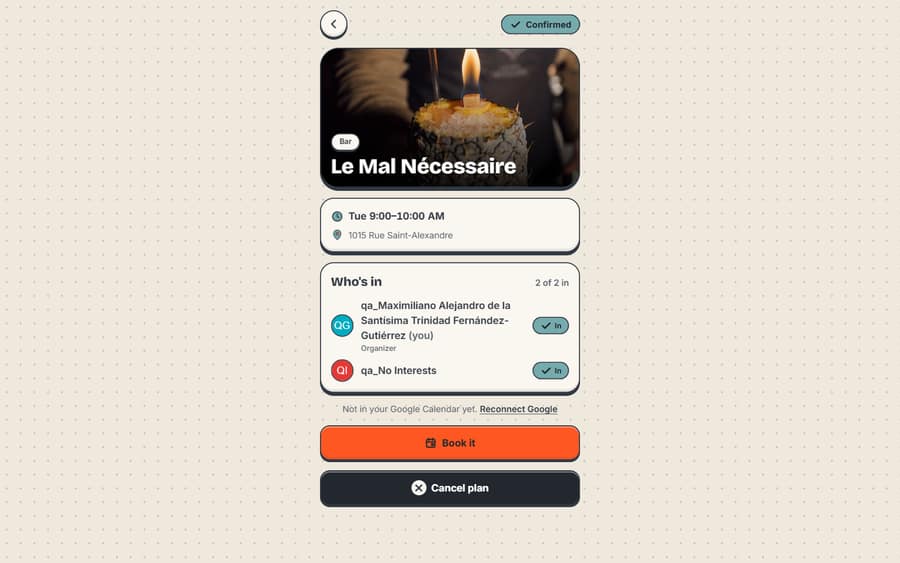 Confirmed
Bar
Le Mal Nécessaire
Tue 9:00–10:00 AM
1015 Rue Saint-Alexandre
Who's in
2 of 2 in
qa_Maximiliano Alejandro de la
Santísima Trinidad Fernández-
Gutiérrez (you)
Organizer
QG
In
QI
qa_No Interests
In
Not in your Google Calendar yet. Reconnect Google
Book it
Cancel plan